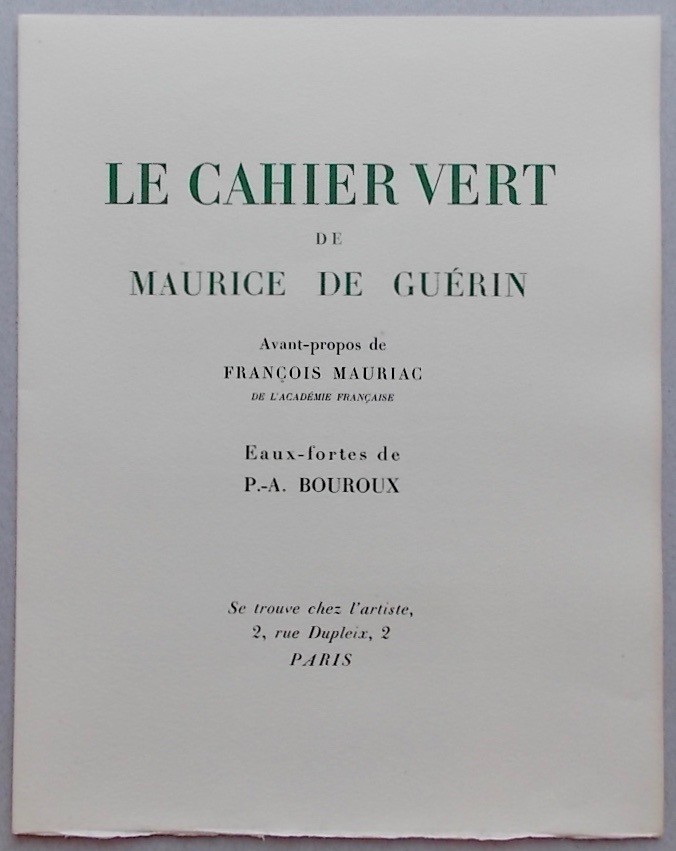 LE CAHIER VERT
DE
MAURICE DE GUÉRIN
Avant-propos de
FRANÇOIS MAURIAC
DE L'ACADÉMIE FRANÇAISE
Eaux-fortes de
P.-A. BOUROUX
Se trouve chez l'artiste,
2, rue Dupleix, 2
PARIS